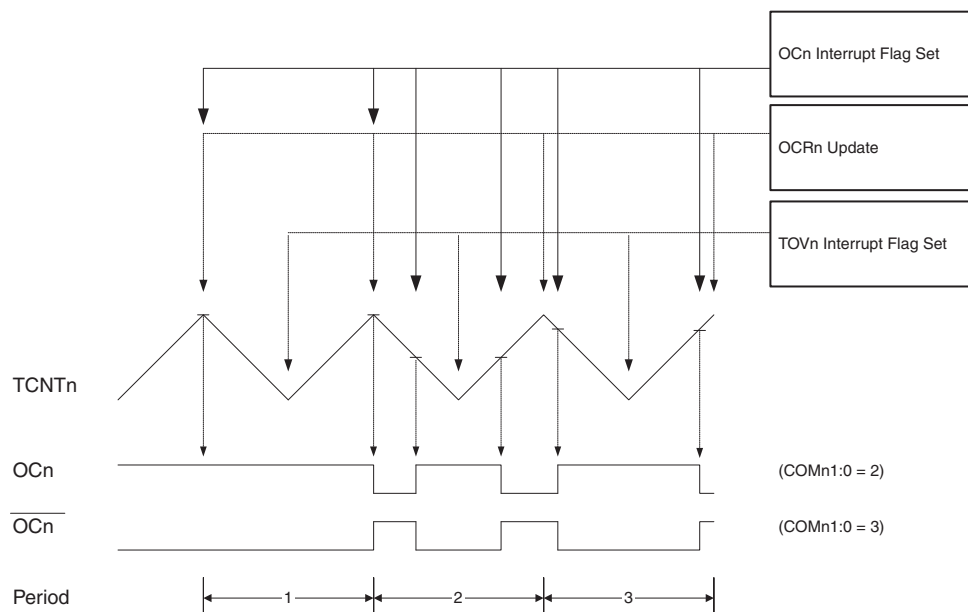 OCn Interrupt Flag Set
OCRn Update
TOVn Interrupt Flag Set
TCNTn
OCn (COMn1:0 = 2)
OCn (COMn1:0 = 3)
Period 1 2 3